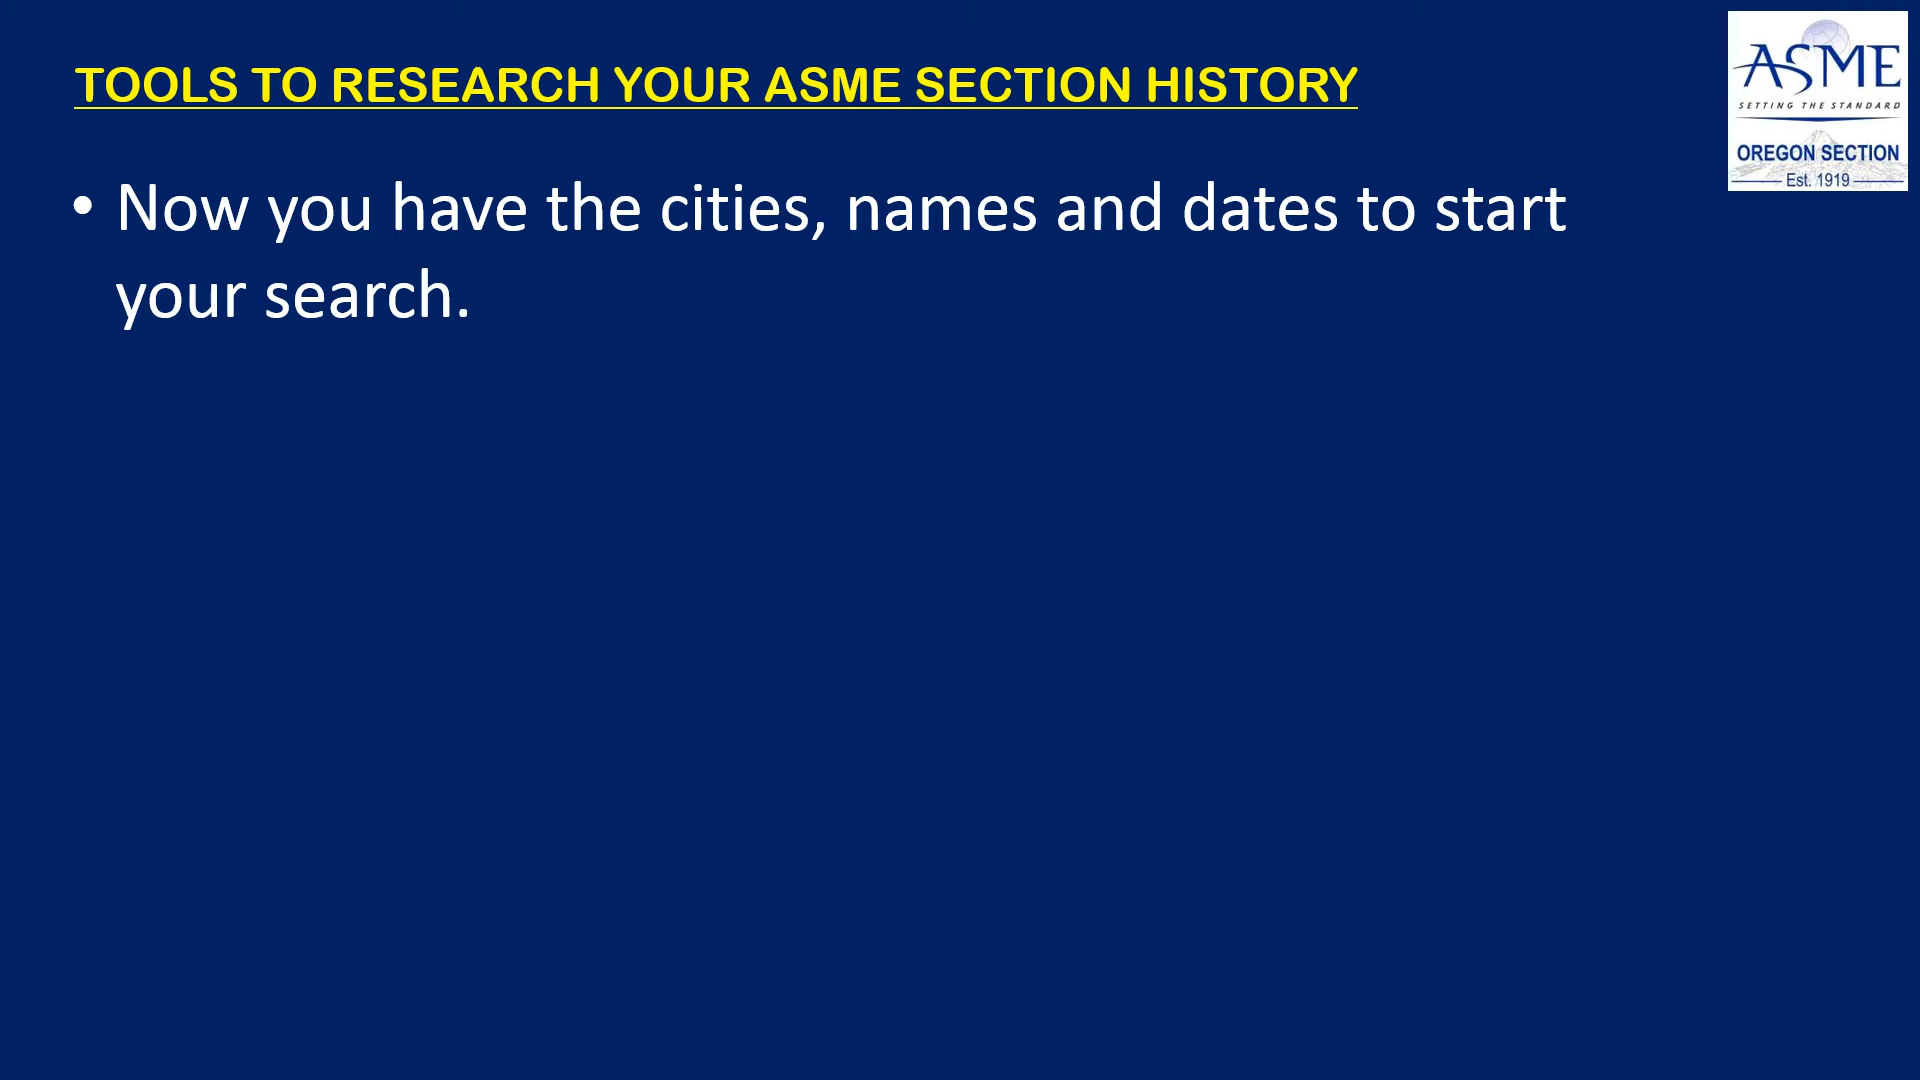 TOOLS TO RESEARCH YOUR ASME SECTION HISTORY
ASME
SETTING THE STANDARD
OREGON SECTION
Est. 1919
• Now you have the cities, names and dates to start
your search.